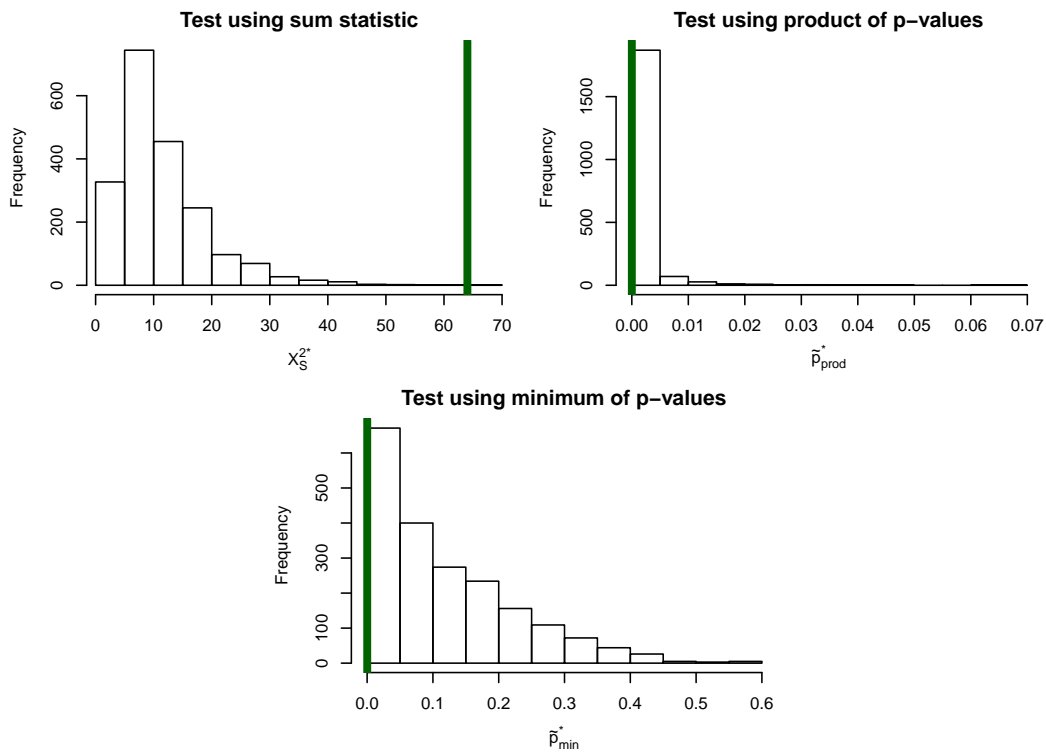 Test using sum statistic
Frequency
0 200 400 600
0 10 20 30 40 50 60 70
X_S^{2*}
Test using product of p−values
Frequency
0 500 1500
0.00 0.01 0.02 0.03 0.04 0.05 0.06 0.07
p̃*_prod
Test using minimum of p−values
Frequency
0 100 300 500
0.0 0.1 0.2 0.3 0.4 0.5 0.6
p̃*_min